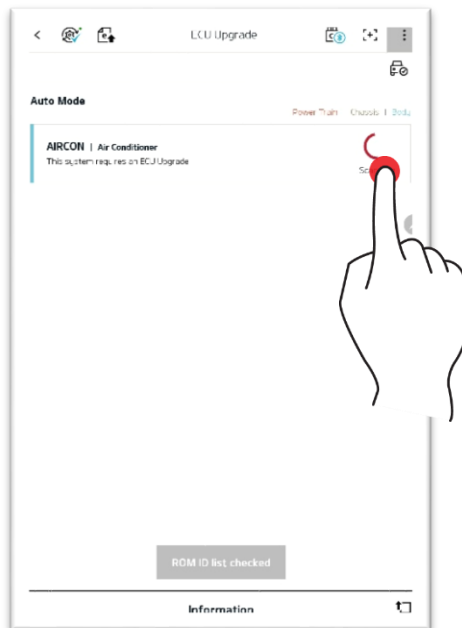 ECU Upgrade
Auto Mode
Power Train Chassis | Body
AIRCON | Air Conditioner
This system requires an ECU Upgrade
ROM ID list checked
Information